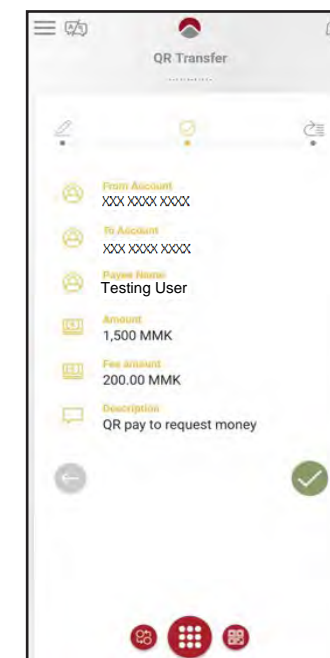 QR Transfer
From Account
XXX XXXX XXXX
To Account
XXX XXXX XXXX
Payee Name
Testing User
Amount
1,500 MMK
Fee amount
200.00 MMK
Description
QR pay to request money